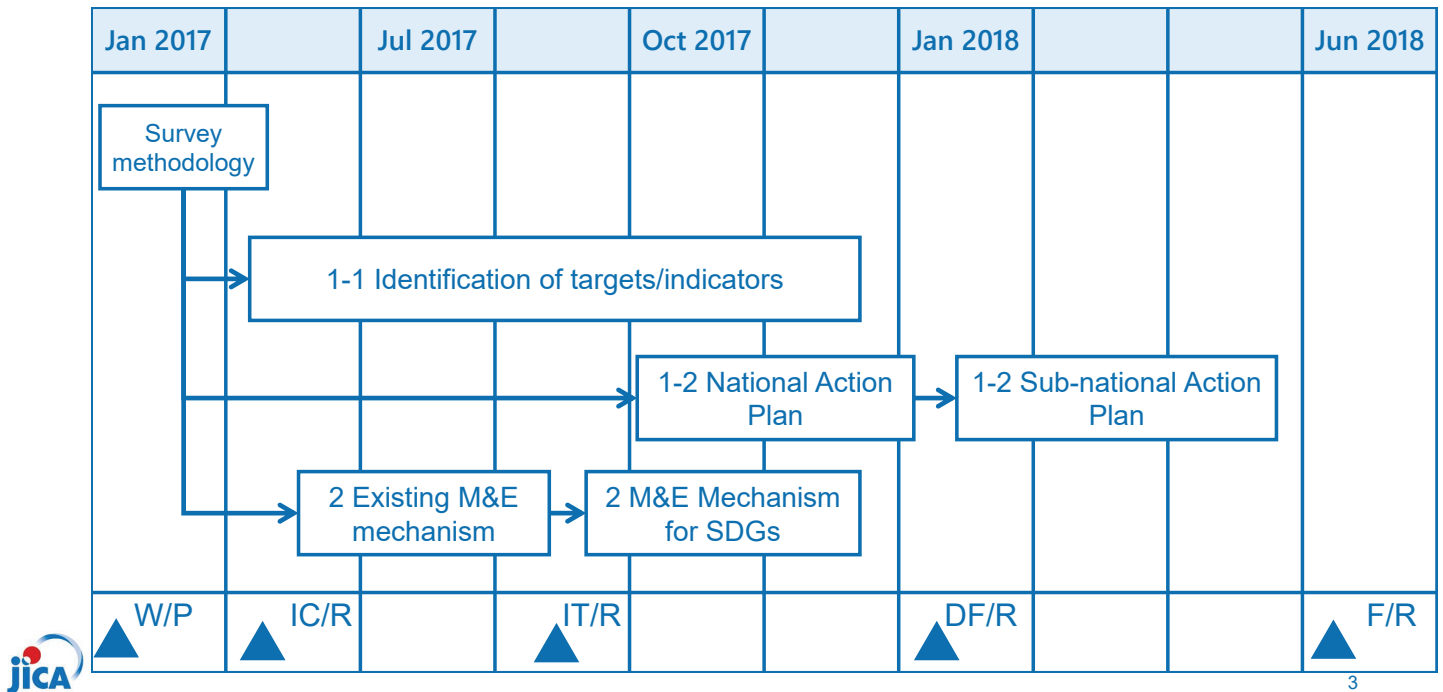 Jan 2017 Jul 2017 Oct 2017 Jan 2018 Jun 2018
Survey
methodology
1-1 Identification of targets/indicators
1-2 National Action
Plan
1-2 Sub-national Action
Plan
2 Existing M&E
mechanism
2 M&E Mechanism
for SDGs
W/P IC/R IT/R DF/R F/R
jICA
3